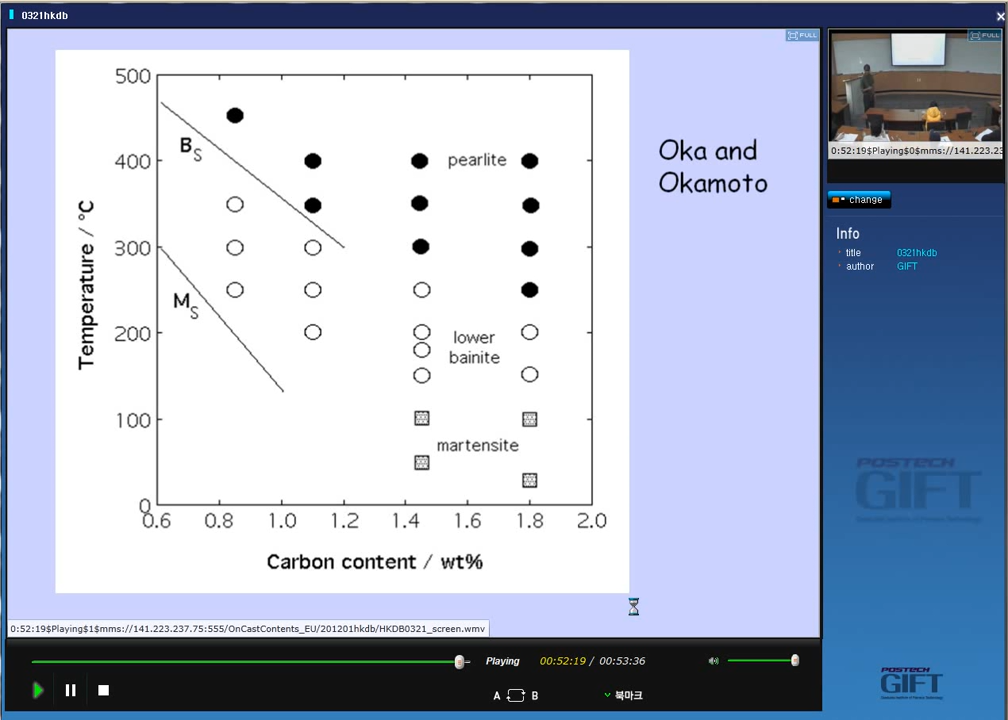 0321hkdb
FULL
FULL
500
400
300
200
100
0
Temperature / °C
BS
MS
pearlite
lower
bainite
martensite
0.6 0.8 1.0 1.2 1.4 1.6 1.8 2.0
Carbon content / wt%
Oka and
Okamoto
0:52:19$Playing$0$mms://141.223.23
change
Info
title 0321hkdb
author GIFT
POSTECH
GIFT
0:52:19$Playing$1$mms://141.223.237.75:555/OnCastContents_EU/201201hkdb/HKDB0321_screen.wmv
Playing 00:52:19 / 00:53:36
A B
북마크
POSTECH
GIFT